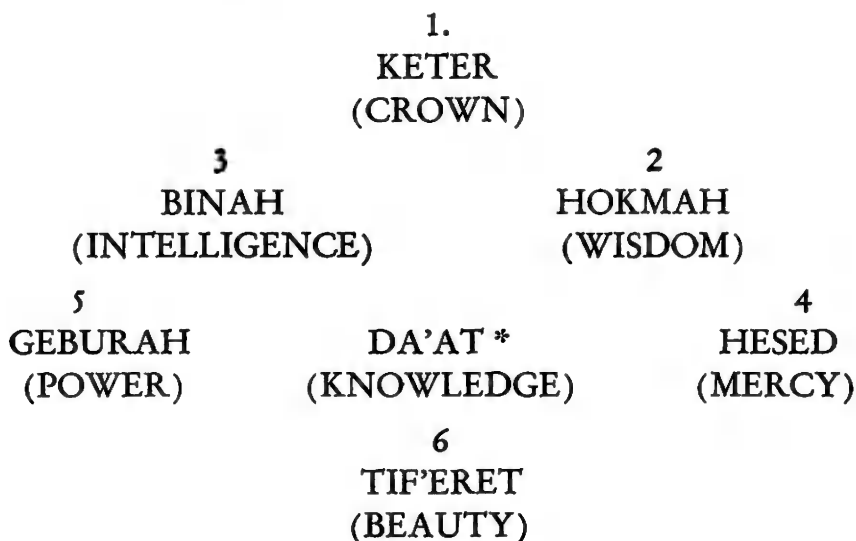 1.
KETER
(CROWN)
3 2
BINAH HOKMAH
(INTELLIGENCE) (WISDOM)
5 4
GEBURAH DA'AT * HESED
(POWER) (KNOWLEDGE) (MERCY)
6
TIF'ERET
(BEAUTY)